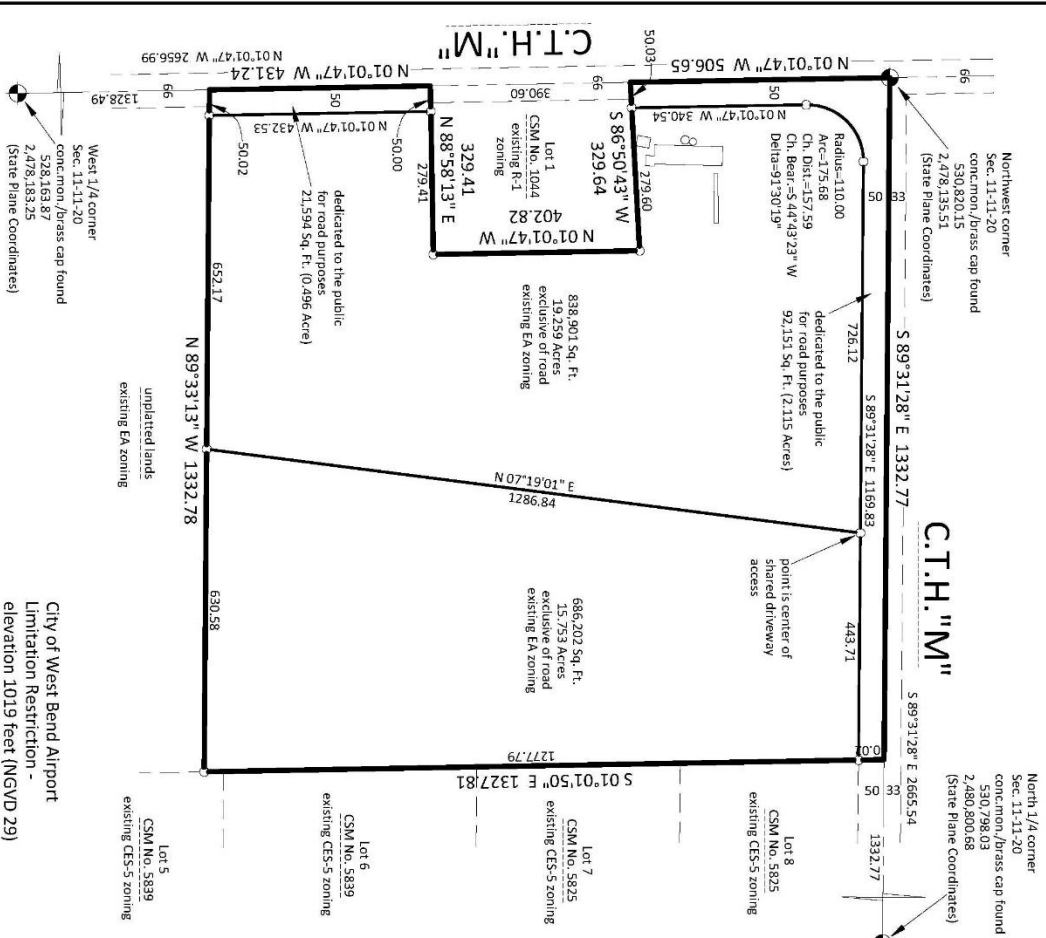 Northwest corner
Sec. 11-11-20
conc.mon./brass cap found
530,820.15
2,478,135.51
(State Plane Coordinates)
North 1/4 corner
Sec. 11-11-20
conc.mon./brass cap found
530,798.03
2,480,800.68
(State Plane Coordinates)
C.T.H."M"
S 89°31'28" E 2665.54
1332.77
S 89°31'28" E 1332.77
33
50
33
50
66
N 01°01'47" W 506.65
50
N 01°01'47" W 340.54
50.03
Radius=110.00
Arc=175.68
Ch. Dist.=157.59
Ch. Bear.=S 44°43'23" W
Delta=91°30'19"
726.12
S 89°31'28" E 1169.83
443.71
dedicated to the public
for road purposes
92,151 Sq. Ft. (2.115 Acres)
point is center of
shared driveway
access
C.T.H."M"
279.60
S 86°50'43" W
329.64
390.60
Lot 1
CSM No. 1044
existing R-1
zoning
N 01°01'47" W
402.82
279.41
N 88°58'13" E
329.41
50.00
838,901 Sq. Ft.
19.259 Acres
exclusive of road
existing EA zoning
686,202 Sq. Ft.
15.753 Acres
exclusive of road
existing EA zoning
N 07°19'01" E
1286.84
1277.79
S 01°01'50" E 1327.81
Lot 8
CSM No. 5825
existing CES-5 zoning
Lot 7
CSM No. 5825
existing CES-5 zoning
Lot 6
CSM No. 5839
existing CES-5 zoning
Lot 5
CSM No. 5839
existing CES-5 zoning
N 01°01'47" W 2656.99
N 01°01'47" W 431.24
50
N 01°01'47" W 432.53
66
1328.49
50.02
dedicated to the public
for road purposes
21,594 Sq. Ft. (0.496 Acre)
652.17
630.58
N 89°33'13" W 1332.78
unplatted lands
existing EA zoning
West 1/4 corner
Sec. 11-11-20
conc.mon./brass cap found
528,163.87
2,478,183.25
(State Plane Coordinates)
City of West Bend Airport
Limitation Restriction -
elevation 1019 feet (NGVD 29)